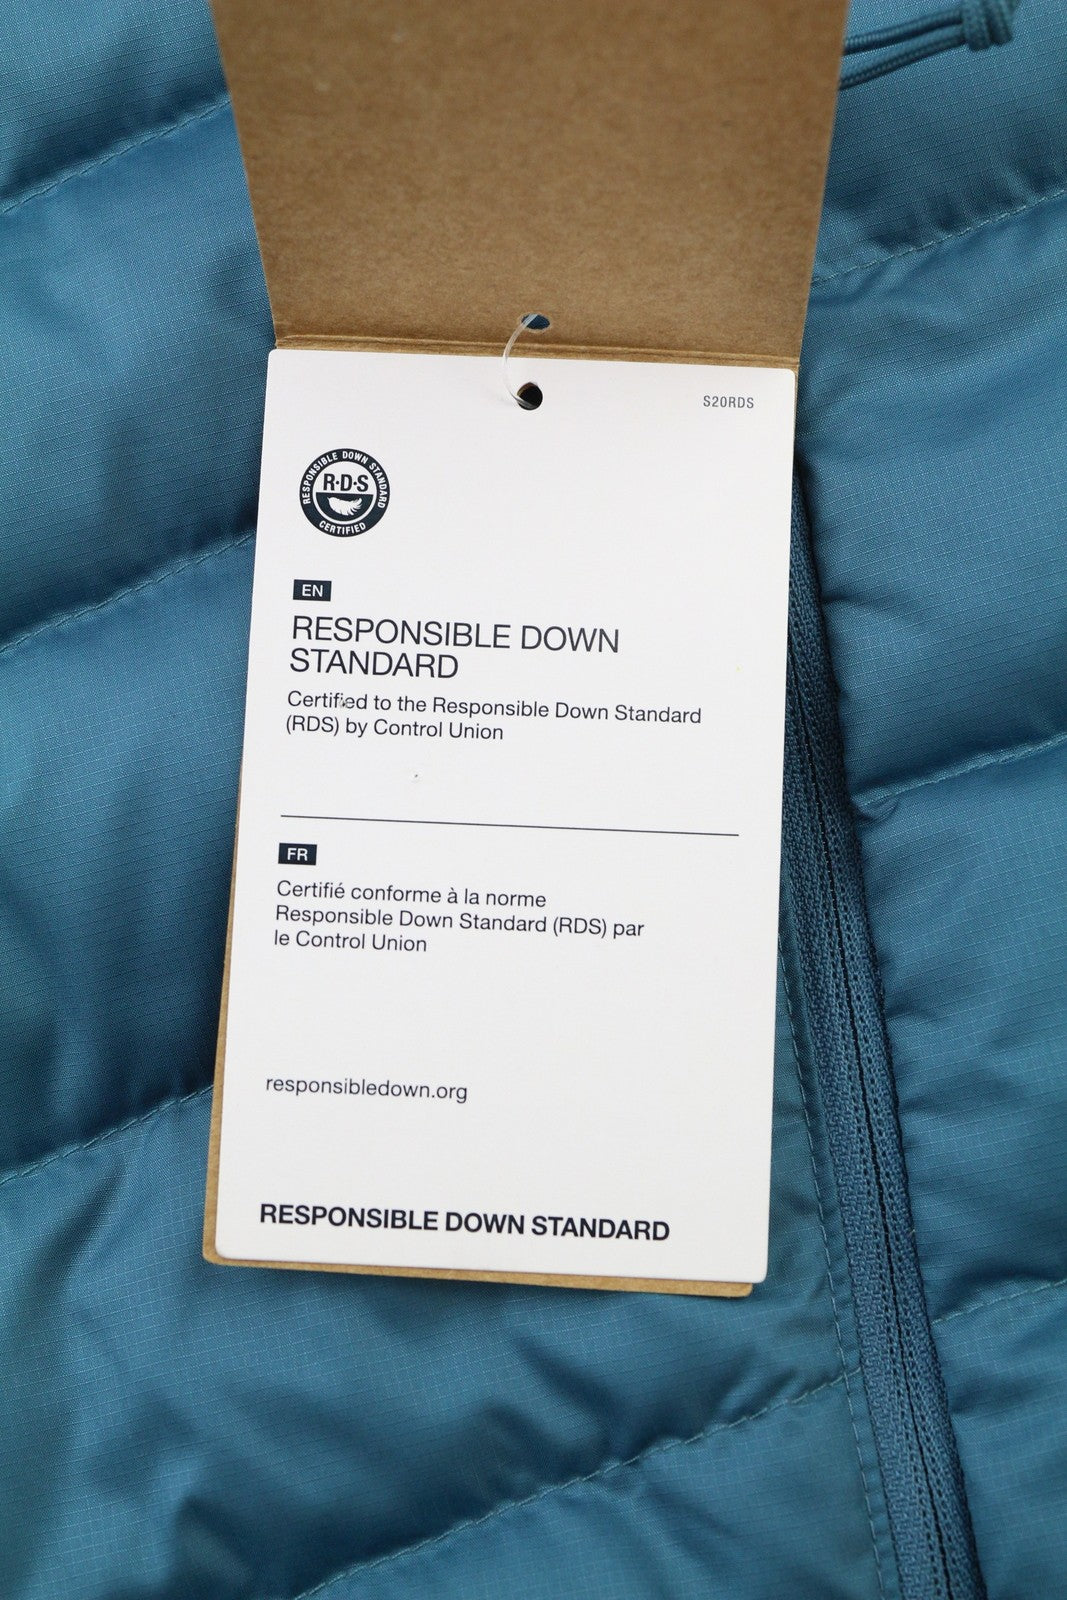 S20RDS
RESPONSIBLE DOWN STANDARD
R·D·S
CERTIFIED
EN
RESPONSIBLE DOWN
STANDARD
Certified to the Responsible Down Standard
(RDS) by Control Union
FR
Certifié conforme à la norme
Responsible Down Standard (RDS) par
le Control Union
responsibledown.org
RESPONSIBLE DOWN STANDARD